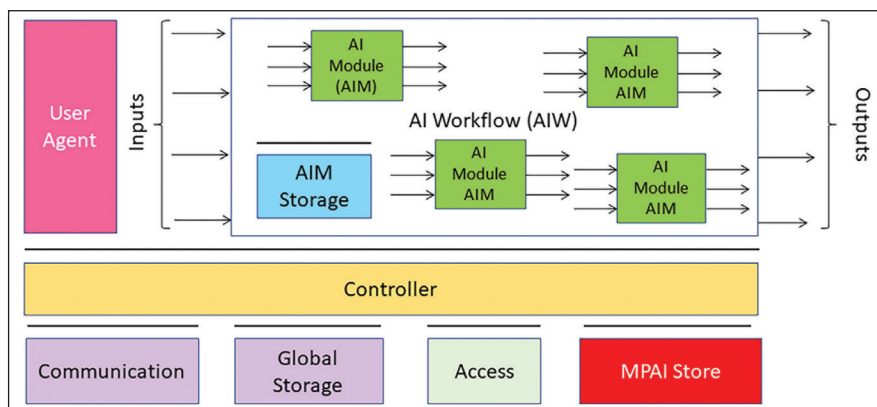 User
Agent
Inputs
AI
Module
(AIM)
AI
Module
AIM
AI Workflow (AIW)
AIM
Storage
AI
Module
AIM
AI
Module
AIM
Outputs
Controller
Communication
Global
Storage
Access
MPAI Store